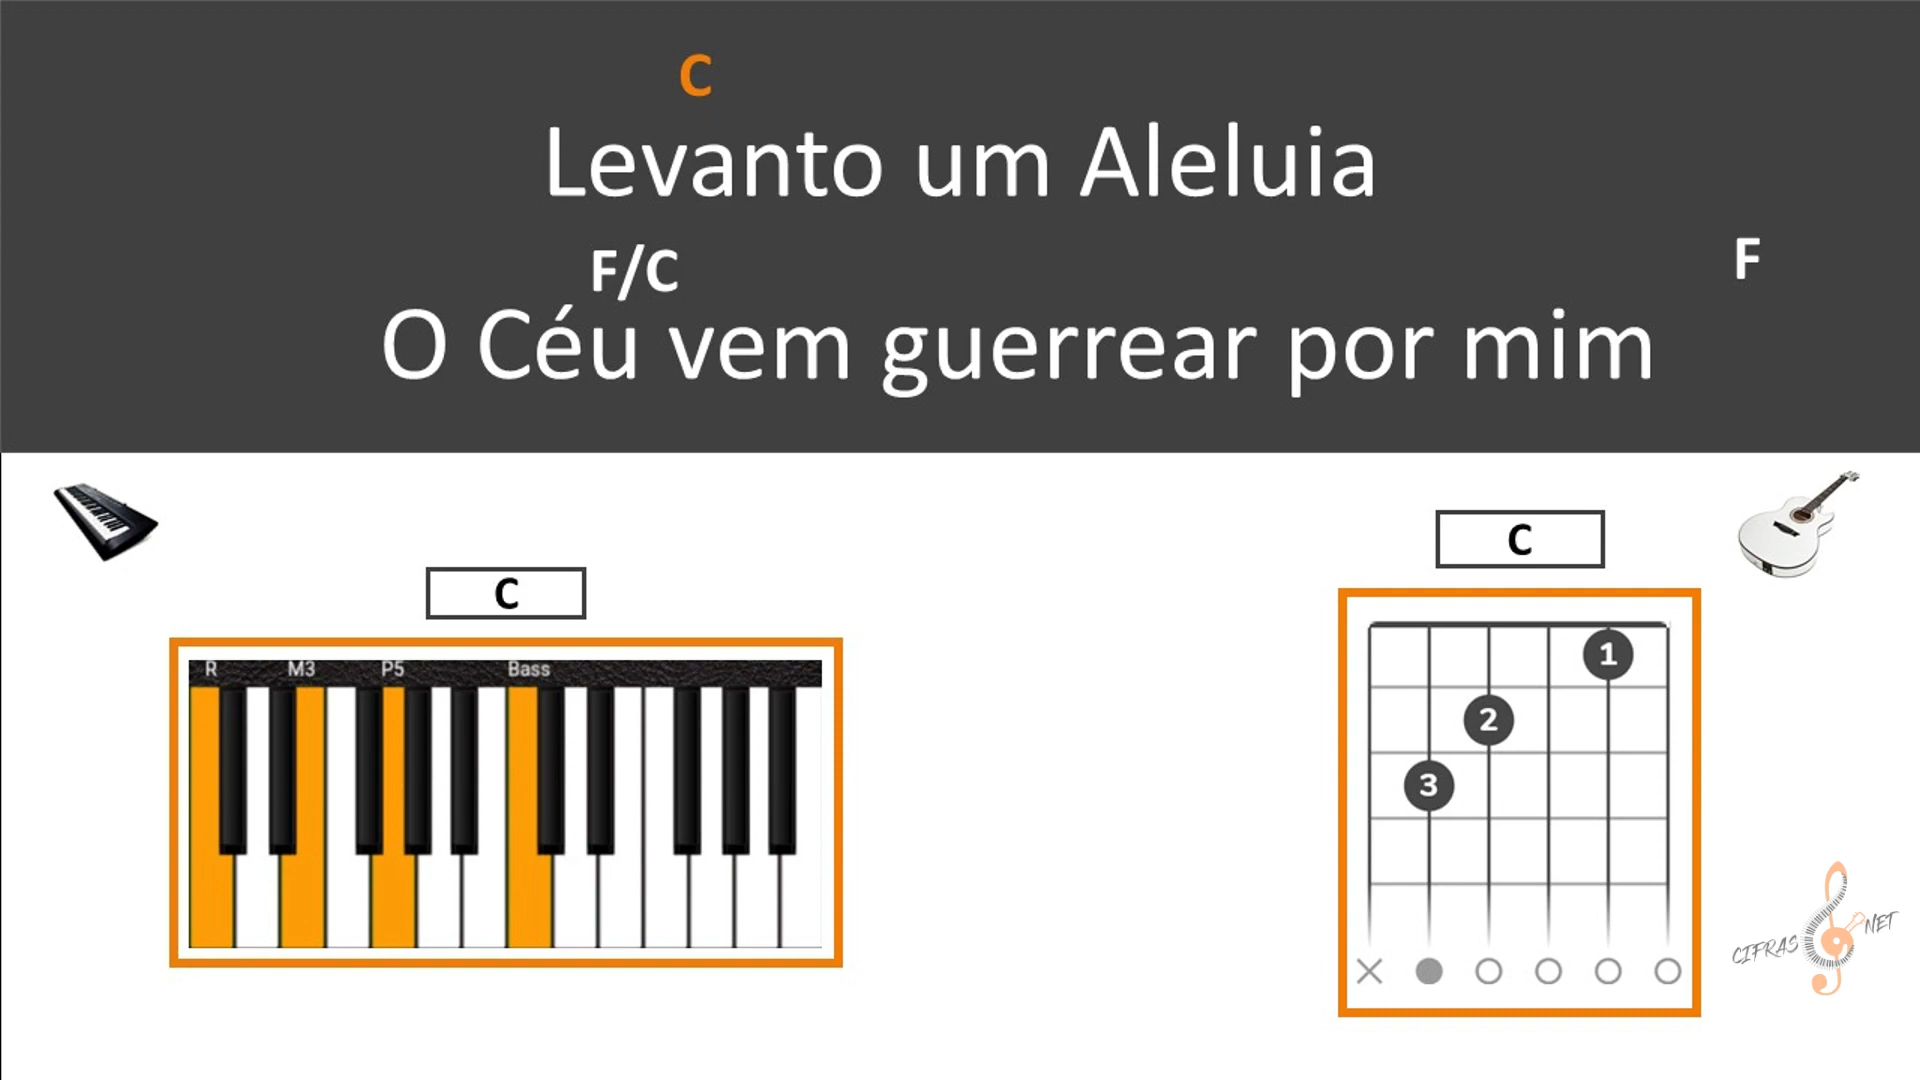 C
Levanto um Aleluia
F/C F
O Céu vem guerrear por mim
C
C
R M3 P5 Bass
1
2
3
CIFRAS NET